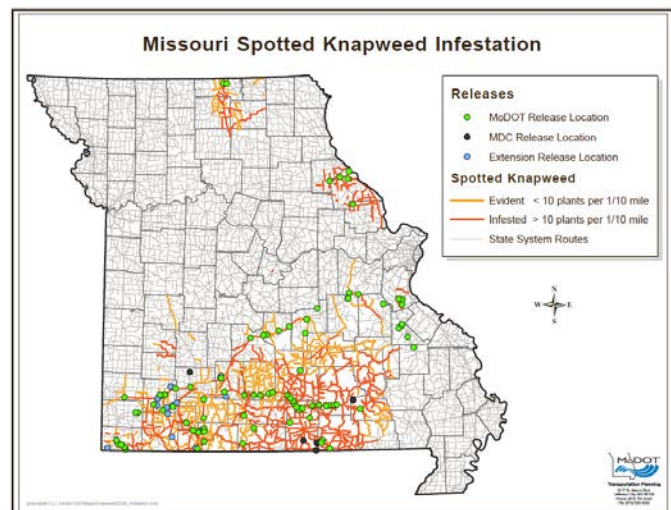 Missouri Spotted Knapweed Infestation
Releases
MoDOT Release Location
MDC Release Location
Extension Release Location
Spotted Knapweed
Evident < 10 plants per 1/10 mile
Infested > 10 plants per 1/10 mile
State System Routes
N
W E
S
MoDOT
Transportation Planning